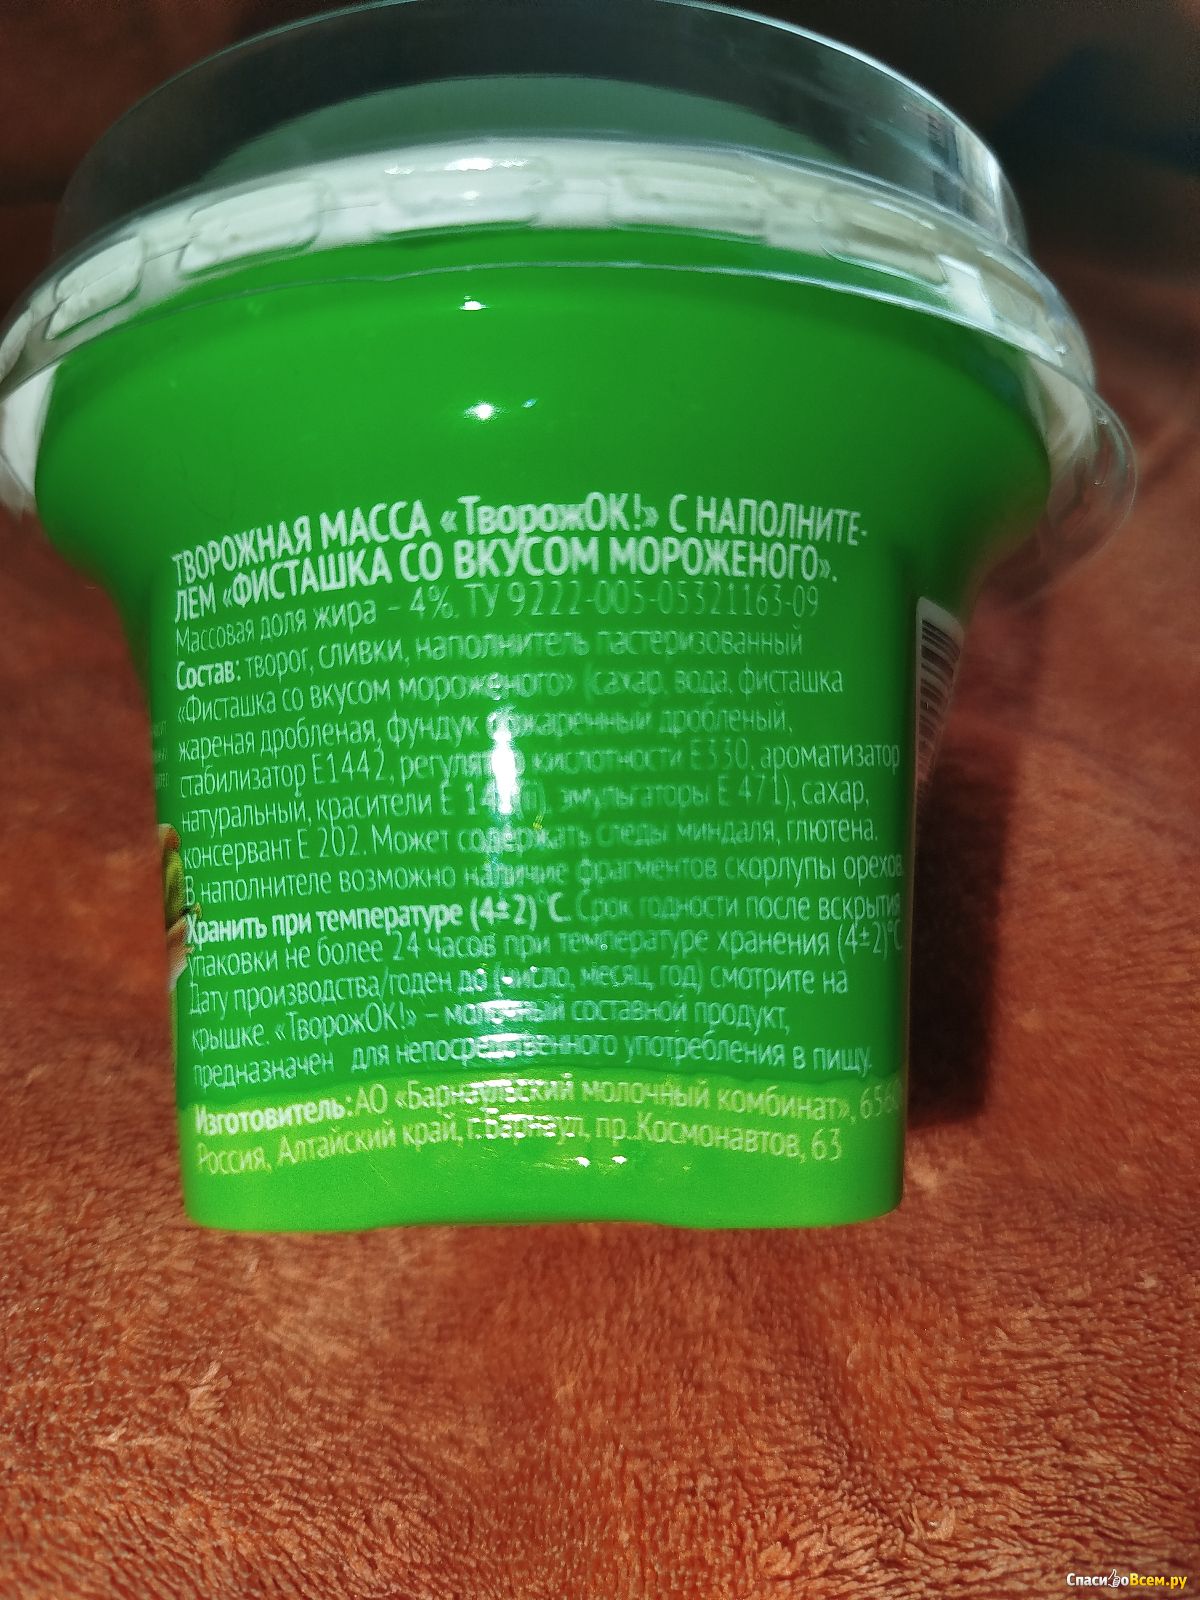 ТВОРОЖНАЯ МАССА «ТворожОК!» С НАПОЛНИТЕ-
ЛЕМ «ФИСТАШКА СО ВКУСОМ МОРОЖЕНОГО».
Массовая доля жира – 4%. ТУ 9222-005-05321163-09
Состав: творог, сливки, наполнитель пастеризованный
«Фисташка со вкусом мороженого» (сахар, вода, фисташка
жареная дробленая, фундук обжаренный дробленый,
стабилизатор Е1442, регулятор кислотности Е330, ароматизатор
натуральный, красители Е эмульгаторы Е 471), сахар,
консервант Е 202. Может содержать следы миндаля, глютена.
В наполнителе возможно наличие фрагментов скорлупы орехов.
Хранить при температуре (4±2)°С. Срок годности после вскрытия
упаковки не более 24 часов при температуре хранения (4±2)°С.
Дату производства/годен до (число, месяц, год) смотрите на
крышке. «ТворожОК!» – молочный составной продукт,
предназначен для непосредственного употребления в пищу.
Изготовитель: АО «Барнаульский молочный комбинат»,
Россия, Алтайский край, г.Барнаул, пр.Космонавтов, 63
СпасибоВсем.ру